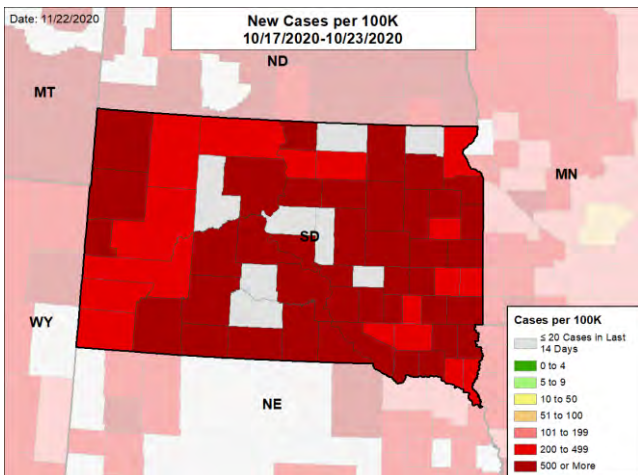 Date: 11/22/2020
New Cases per 100K
10/17/2020-10/23/2020
ND
MT
MN
SD
WY
NE
Cases per 100K
≤ 20 Cases in Last
14 Days
0 to 4
5 to 9
10 to 50
51 to 100
101 to 199
200 to 499
500 or More